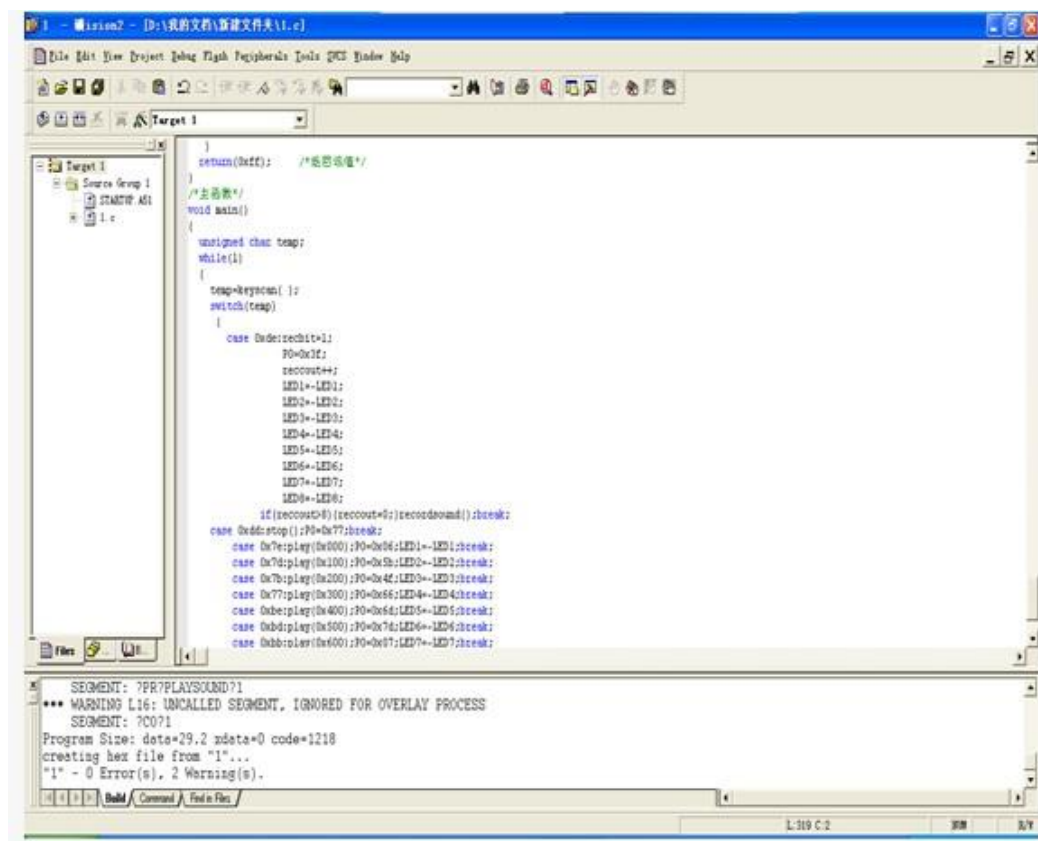 1 - Vision2 - [D:\我的文档\新建文件夹\1.c]
File Edit View Project Debug Flash Peripherals Tools SVCS Window Help
Target 1
Target 1
Source Group 1
STARTUP.A51
1.c
}
return(0xff); /*返回该值*/
}
/*主函数*/
void main()
{
unsigned char temp;
while(1)
{
temp=keyscan( );
switch(temp)
{
case 0xde:recbit=1;
P0=0x3f;
reccout++;
LED1=~LED1;
LED2=~LED2;
LED3=~LED3;
LED4=~LED4;
LED5=~LED5;
LED6=~LED6;
LED7=~LED7;
LED8=~LED8;
if(reccout>8){reccout=0;}recordsound();break;
case 0xdd:stop();P0=0x77;break;
case 0x7e:play(0x000);P0=0x06;LED1=~LED1;break;
case 0x7d:play(0x100);P0=0x5b;LED2=~LED2;break;
case 0x7b:play(0x200);P0=0x4f;LED3=~LED3;break;
case 0x77:play(0x300);P0=0x66;LED4=~LED4;break;
case 0xbe:play(0x400);P0=0x6d;LED5=~LED5;break;
case 0xbd:play(0x500);P0=0x7d;LED6=~LED6;break;
case 0xbb:play(0x600);P0=0x07;LED7=~LED7;break;
Files
SEGMENT: ?PR?PLAYSOUND?1
*** WARNING L16: UNCALLED SEGMENT, IGNORED FOR OVERLAY PROCESS
SEGMENT: ?CO?1
Program Size: data=29.2 xdata=0 code=1218
creating hex file from "1"...
"1" - 0 Error(s), 2 Warning(s).
Build Command Find in Files
L:319 C:2 NUM R/W